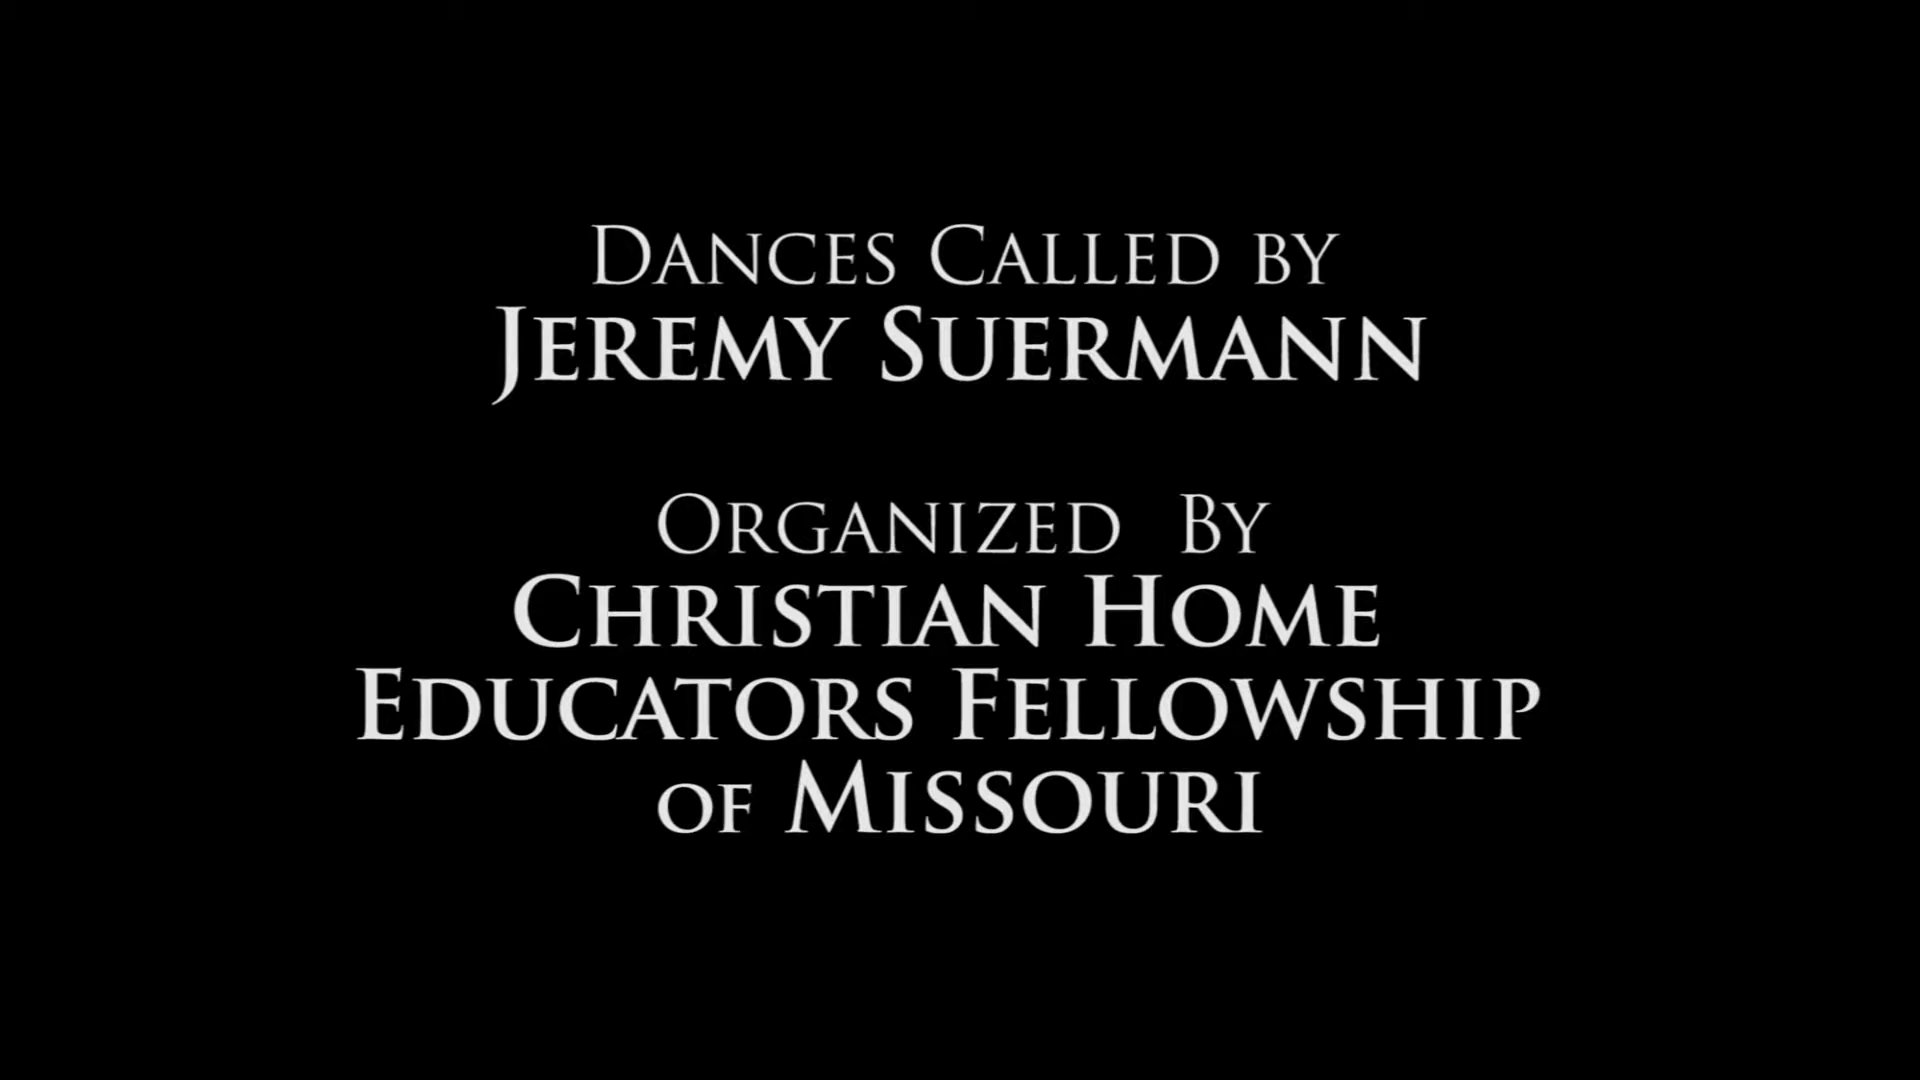 Dances Called by
Jeremy Suermann
Organized By
Christian Home
Educators Fellowship
of Missouri